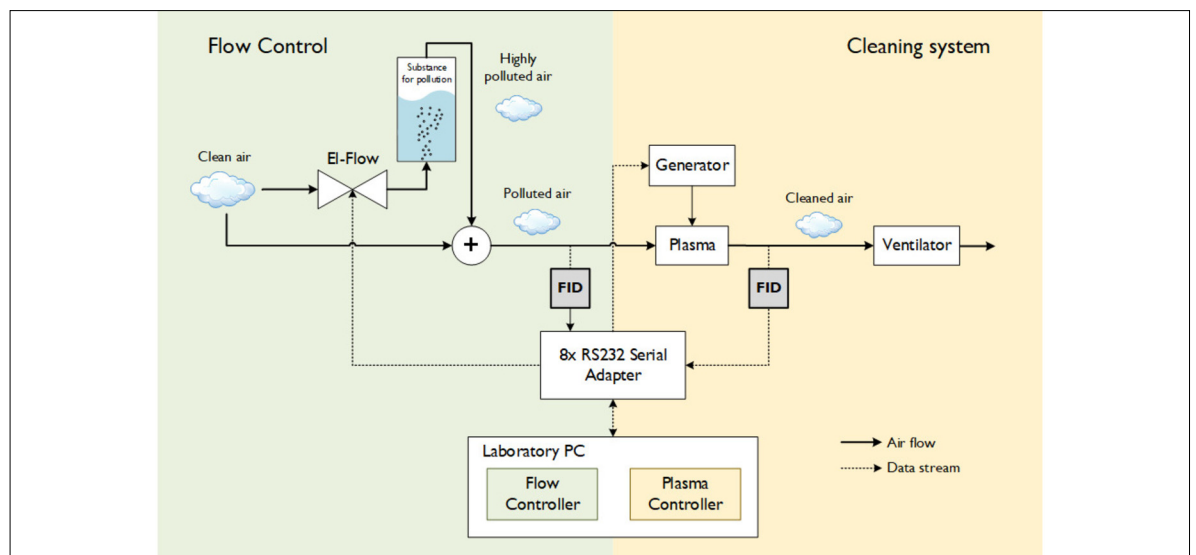 Flow Control
Cleaning system
Substance
for pollution
Highly
polluted air
Clean air
El-Flow
Generator
Polluted air
Cleaned air
+
Plasma
Ventilator
FID
FID
8x RS232 Serial
Adapter
Laboratory PC
Flow
Controller
Plasma
Controller
Air flow
Data stream